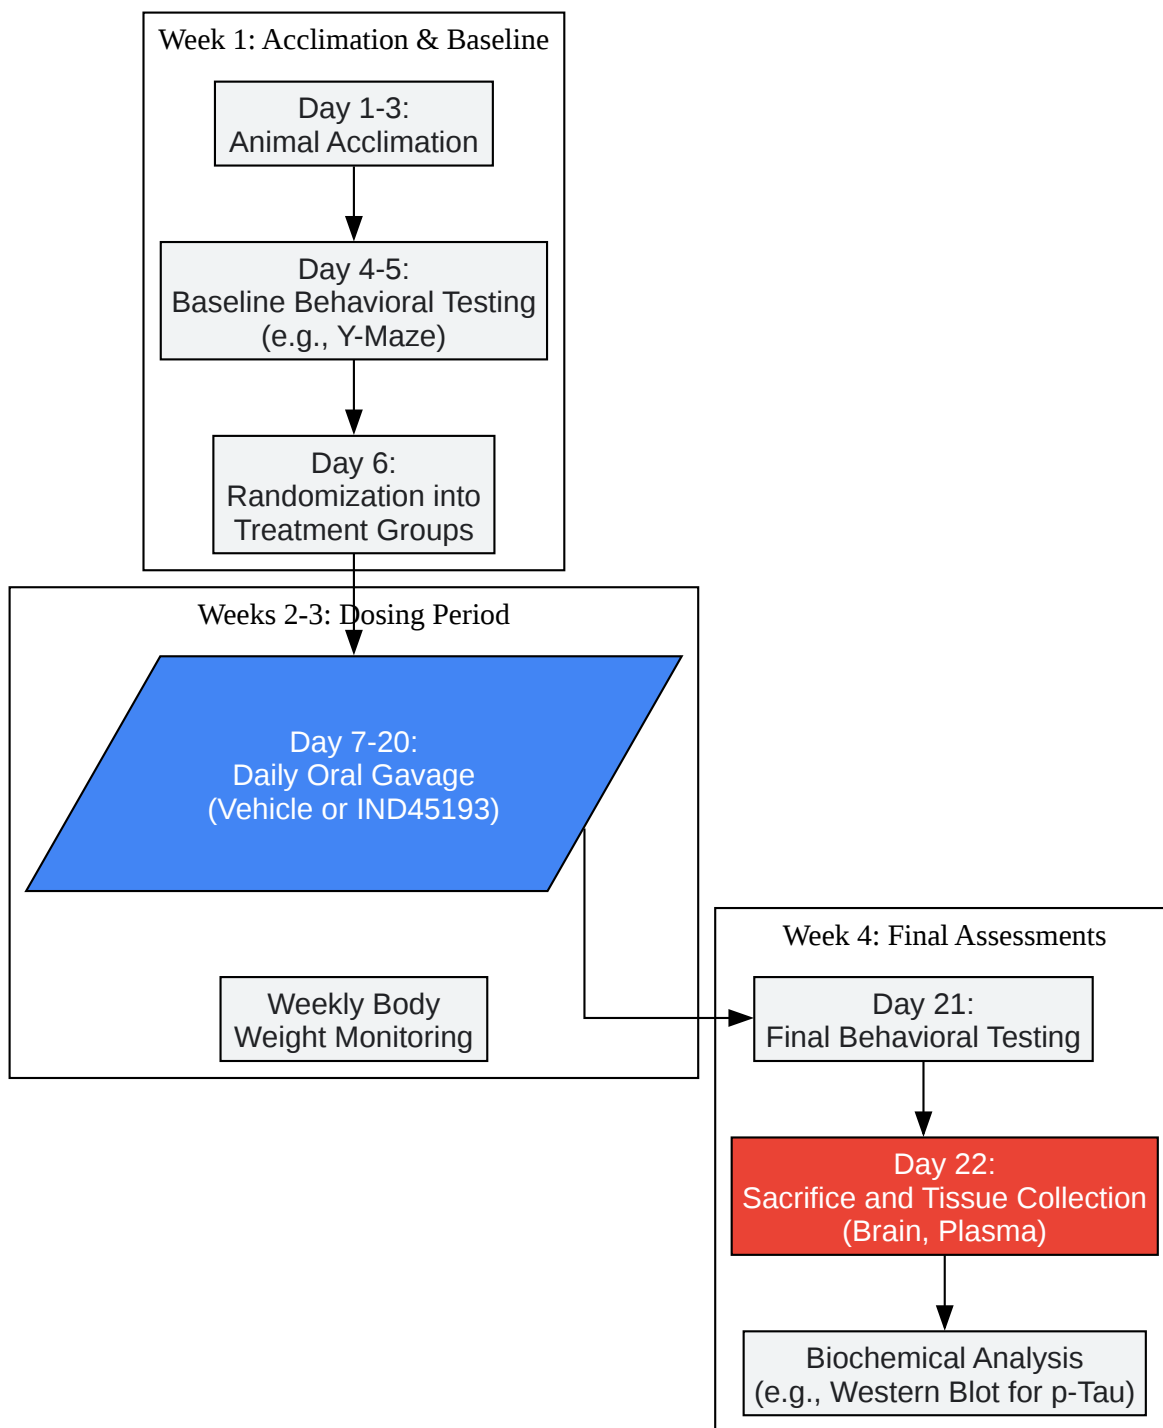 Week 1: Acclimation & Baseline
Day 1-3:
Animal Acclimation
Day 4-5:
Baseline Behavioral Testing
(e.g., Y-Maze)
Day 6:
Randomization into
Treatment Groups
Weeks 2-3: Dosing Period
Day 7-20:
Daily Oral Gavage
(Vehicle or IND45193)
Weekly Body
Weight Monitoring
Week 4: Final Assessments
Day 21:
Final Behavioral Testing
Day 22:
Sacrifice and Tissue Collection
(Brain, Plasma)
Biochemical Analysis
(e.g., Western Blot for p-Tau)